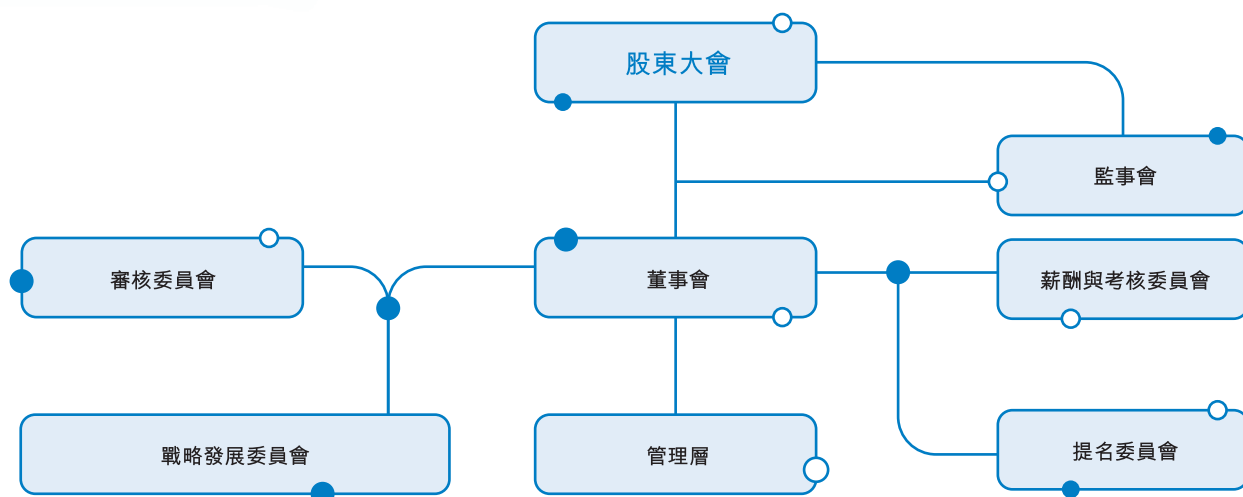 股東大會
監事會
審核委員會
董事會
薪酬與考核委員會
戰略發展委員會
管理層
提名委員會